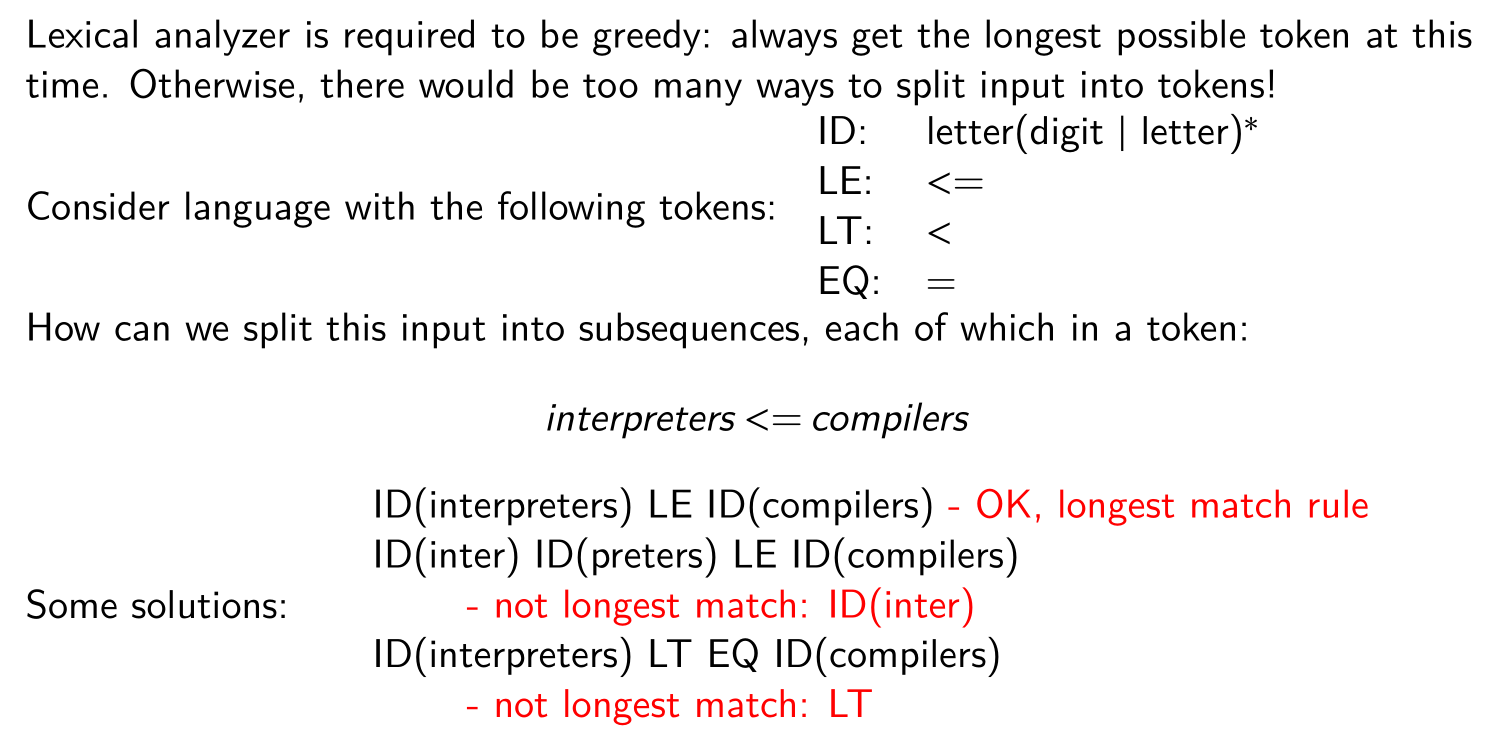 Lexical analyzer is required to be greedy: always get the longest possible token at this
time. Otherwise, there would be too many ways to split input into tokens!
Consider language with the following tokens:
ID: letter(digit | letter)*
LE: <=
LT: <
EQ: =
How can we split this input into subsequences, each of which in a token:
interpreters <= compilers
Some solutions:
ID(interpreters) LE ID(compilers) - OK, longest match rule
ID(inter) ID(preters) LE ID(compilers)
- not longest match: ID(inter)
ID(interpreters) LT EQ ID(compilers)
- not longest match: LT